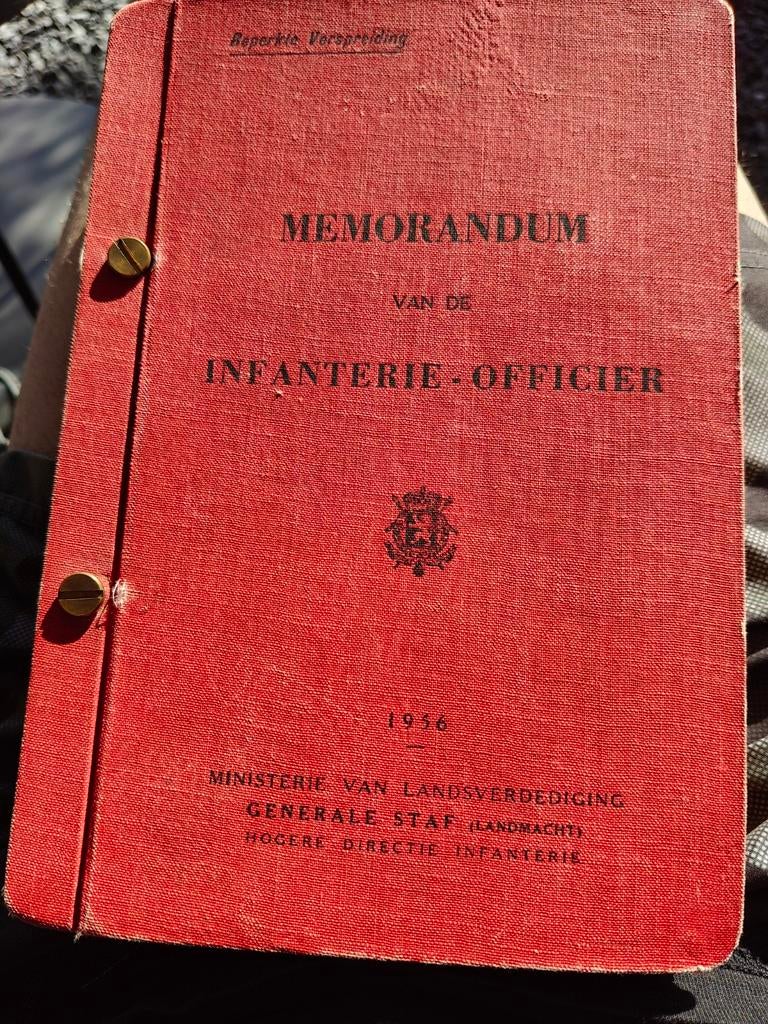 Beperkte Verspreiding
MEMORANDUM
VAN DE
INFANTERIE - OFFICIER
1956
MINISTERIE VAN LANDSVERDEDIGING
GENERALE STAF (LANDMACHT)
HOGERE DIRECTIE INFANTERIE